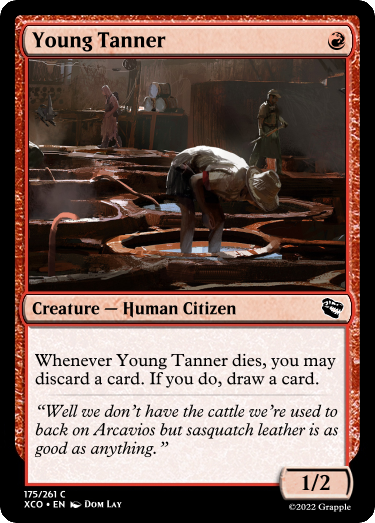 Young Tanner
Creature — Human Citizen
Whenever Young Tanner dies, you may
discard a card. If you do, draw a card.
“Well we don’t have the cattle we’re used to
back on Arcavios but sasquatch leather is as
good as anything.”
1/2
175/261 C
XCO • EN Dom Lay
©2022 Grapple